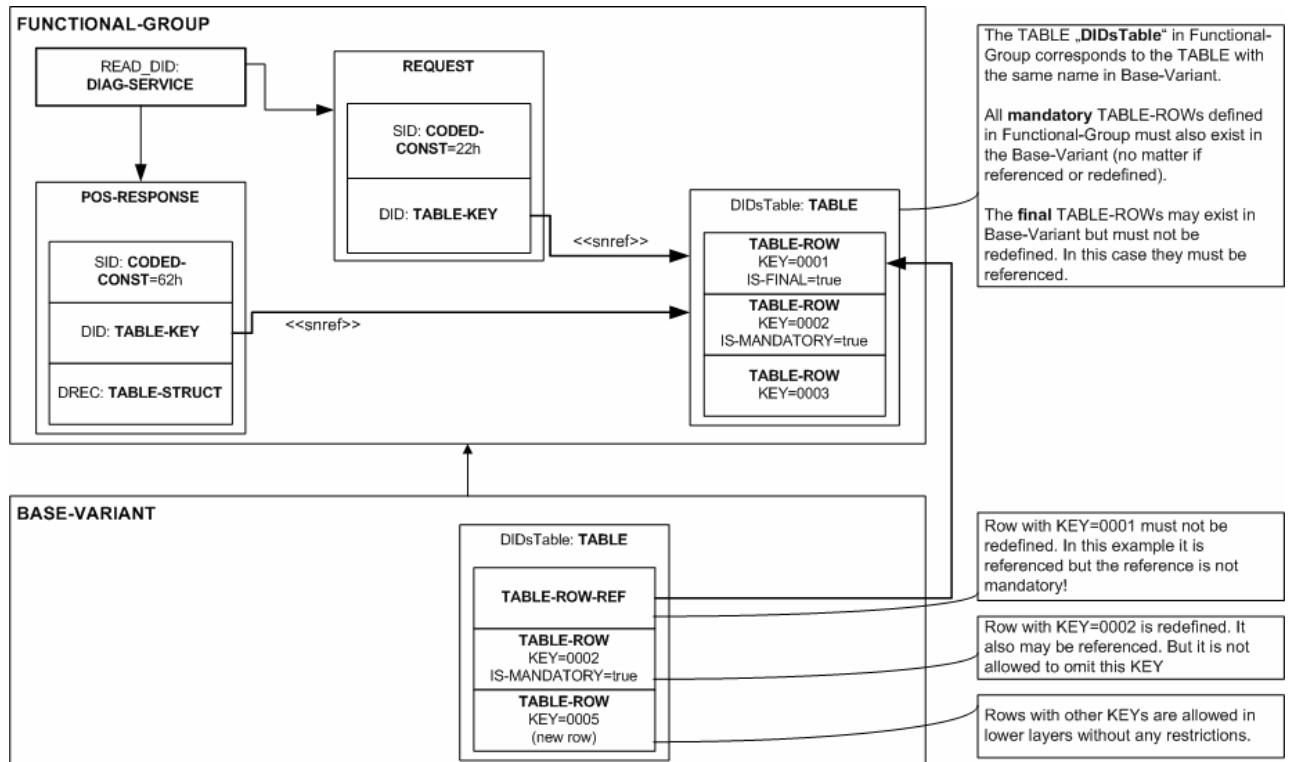 FUNCTIONAL-GROUP
READ_DID:
DIAG-SERVICE
REQUEST
SID: CODED-
CONST=22h
DID: TABLE-KEY
POS-RESPONSE
SID: CODED-
CONST=62h
DID: TABLE-KEY
DREC: TABLE-STRUCT
<<snref>>
<<snref>>
DIDsTable: TABLE
TABLE-ROW
KEY=0001
IS-FINAL=true
TABLE-ROW
KEY=0002
IS-MANDATORY=true
TABLE-ROW
KEY=0003
The TABLE „DIDsTable“ in Functional-
Group corresponds to the TABLE with
the same name in Base-Variant.
All mandatory TABLE-ROWs defined
in Functional-Group must also exist in
the Base-Variant (no matter if
referenced or redefined).
The final TABLE-ROWs may exist in
Base-Variant but must not be
redefined. In this case they must be
referenced.
BASE-VARIANT
DIDsTable: TABLE
TABLE-ROW-REF
TABLE-ROW
KEY=0002
IS-MANDATORY=true
TABLE-ROW
KEY=0005
(new row)
Row with KEY=0001 must not be
redefined. In this example it is
referenced but the reference is not
mandatory!
Row with KEY=0002 is redefined. It
also may be referenced. But it is not
allowed to omit this KEY
Rows with other KEYs are allowed in
lower layers without any restrictions.